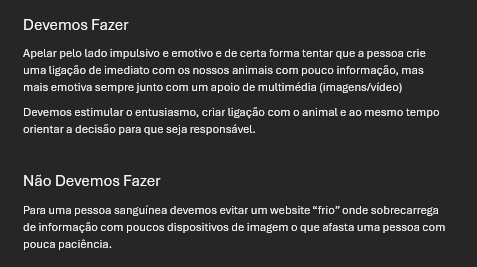 Devemos Fazer
Apelar pelo lado impulsivo e emotivo e de certa forma tentar que a pessoa crie
uma ligação de imediato com os nossos animais com pouco informação, mas
mais emotiva sempre junto com um apoio de multimédia (imagens/vídeo)
Devemos estimular o entusiasmo, criar ligação com o animal e ao mesmo tempo
orientar a decisão para que seja responsável.
Não Devemos Fazer
Para uma pessoa sanguínea devemos evitar um website “frio” onde sobrecarrega
de informação com poucos dispositivos de imagem o que afasta uma pessoa com
pouca paciência.